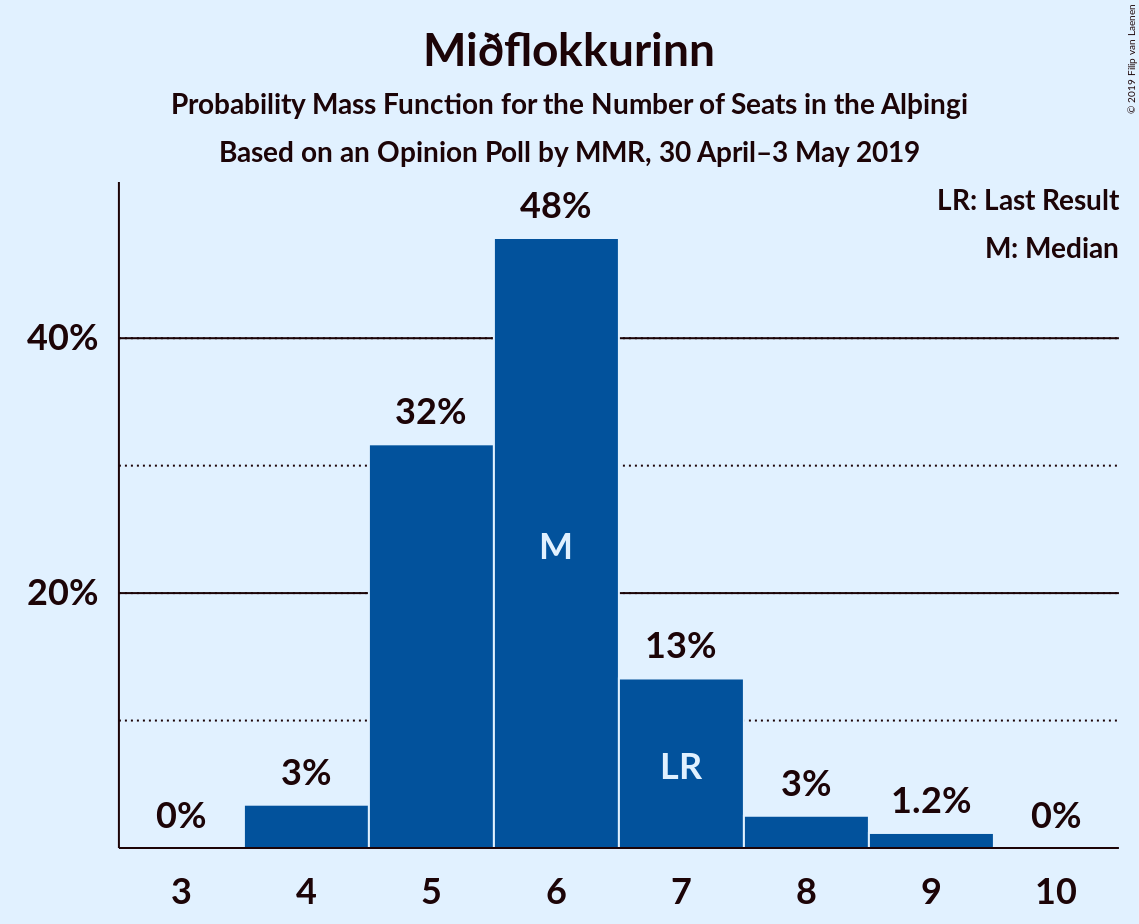 Miðflokkurinn
Probability Mass Function for the Number of Seats in the Alþingi
Based on an Opinion Poll by MMR, 30 April–3 May 2019
© 2019 Filip van Laenen
LR: Last Result
M: Median
48%
40%
32%
M
20%
13%
LR
3%
3%
1.2%
0%
0%
3 4 5 6 7 8 9 10